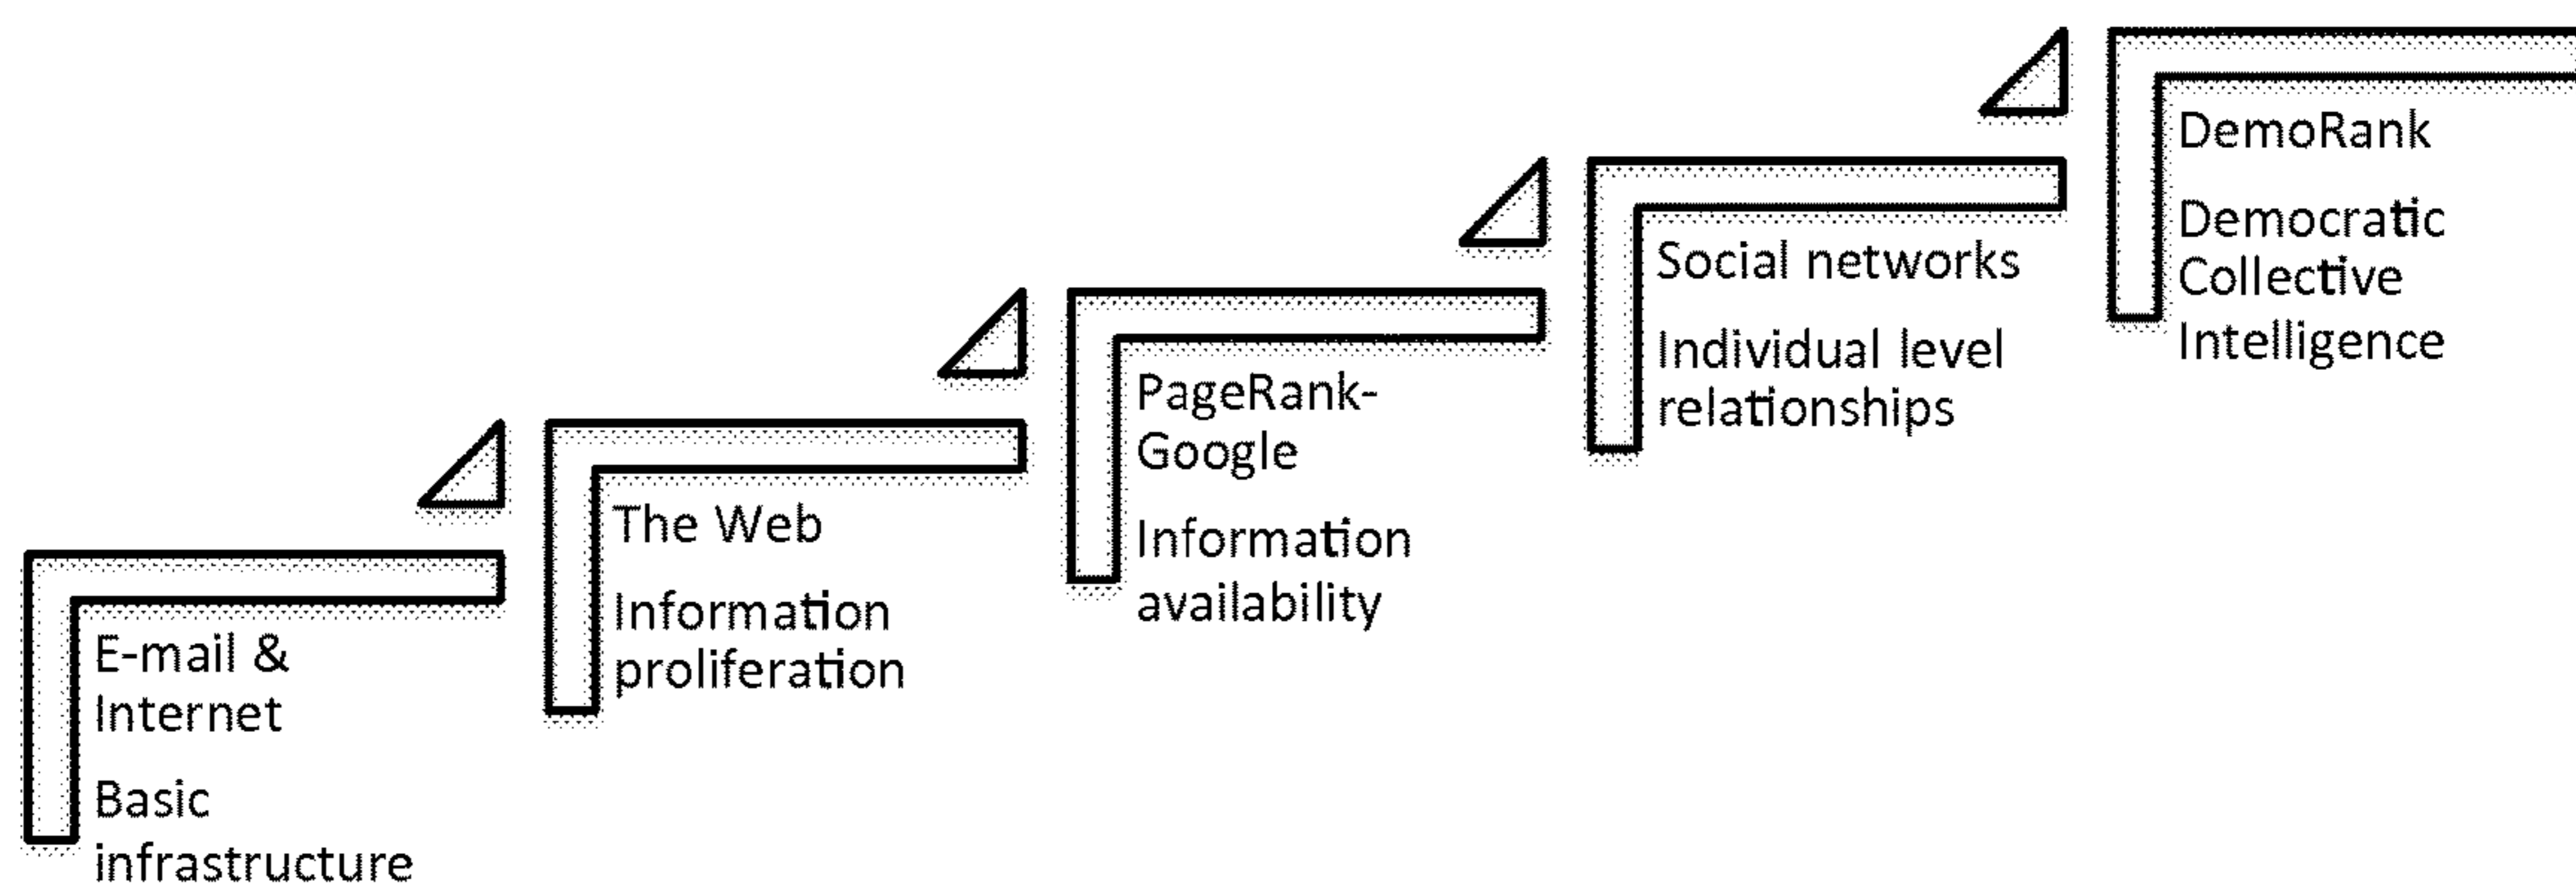 E-mail &
Internet
Basic
infrastructure
The Web
Information
proliferation
PageRank-
Google
Information
availability
Social networks
Individual level
relationships
DemoRank
Democratic
Collective
Intelligence